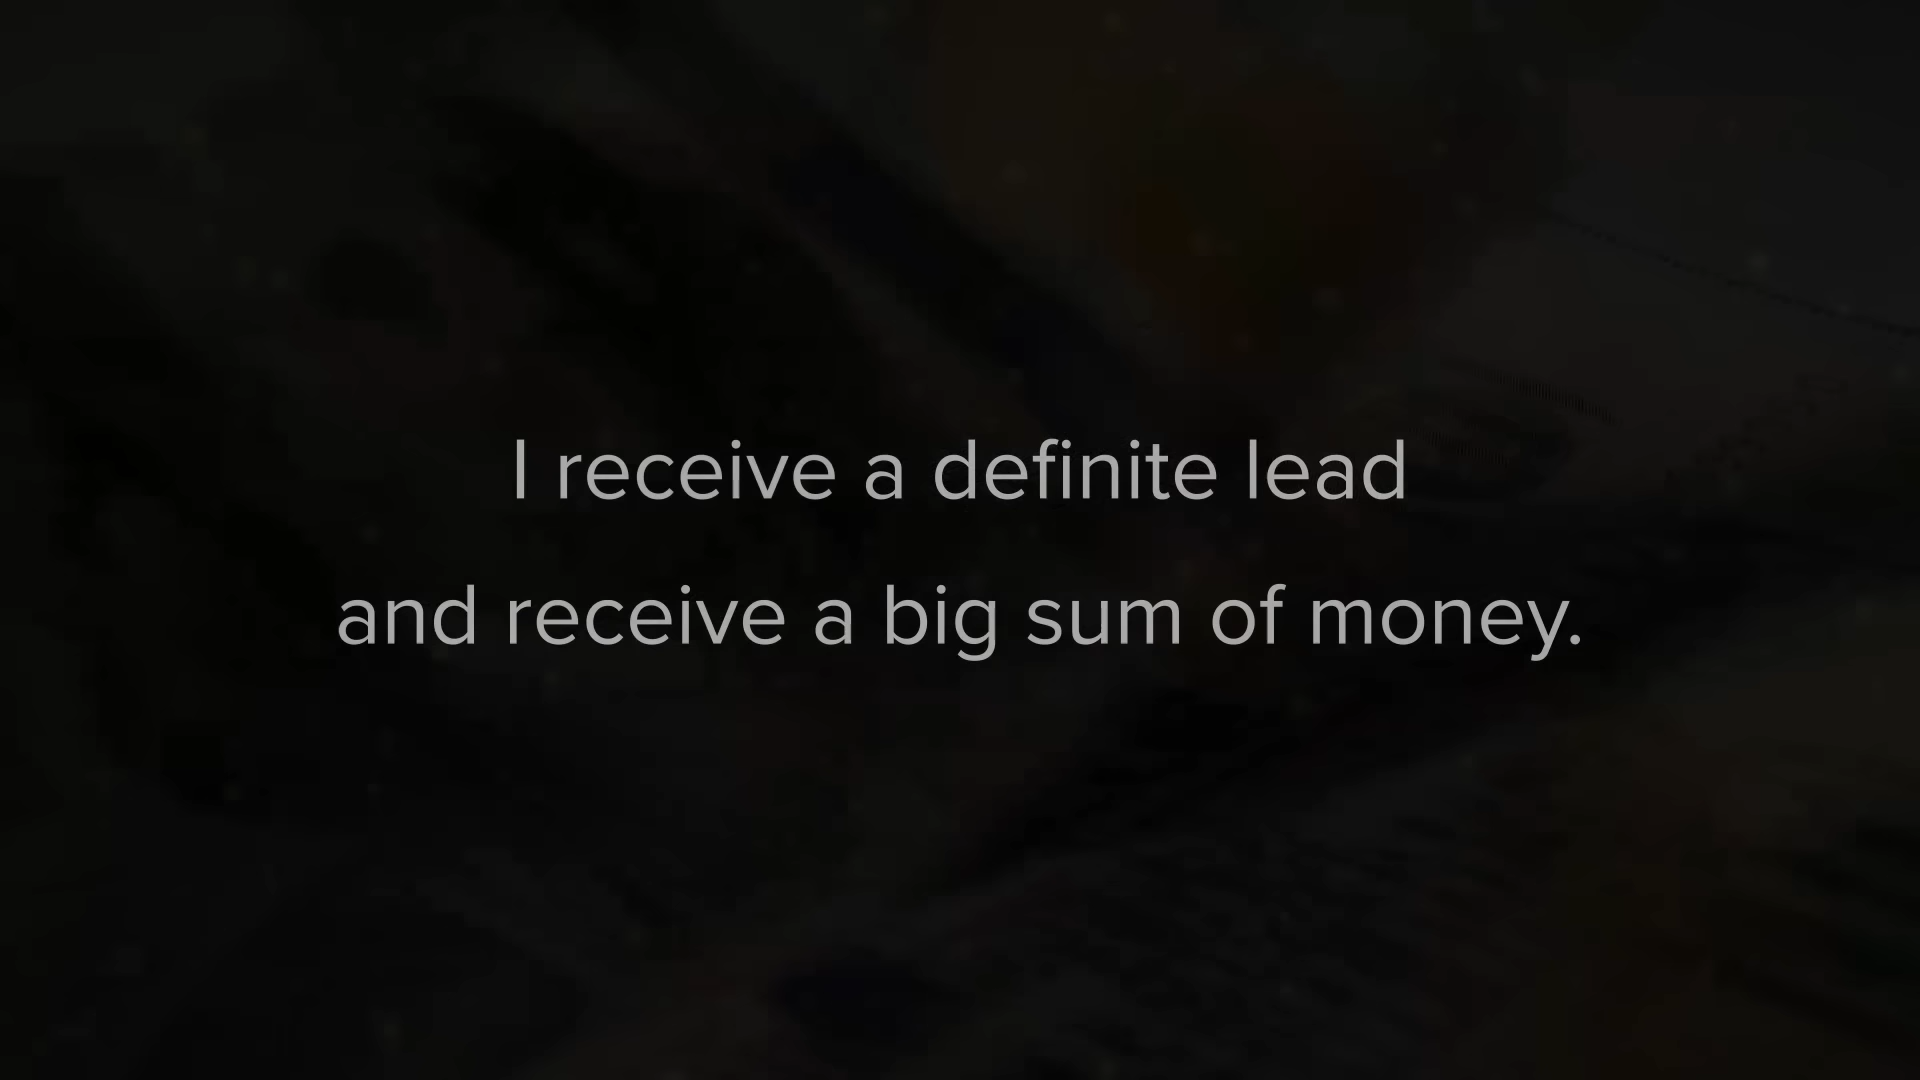 I receive a definite lead
and receive a big sum of money.